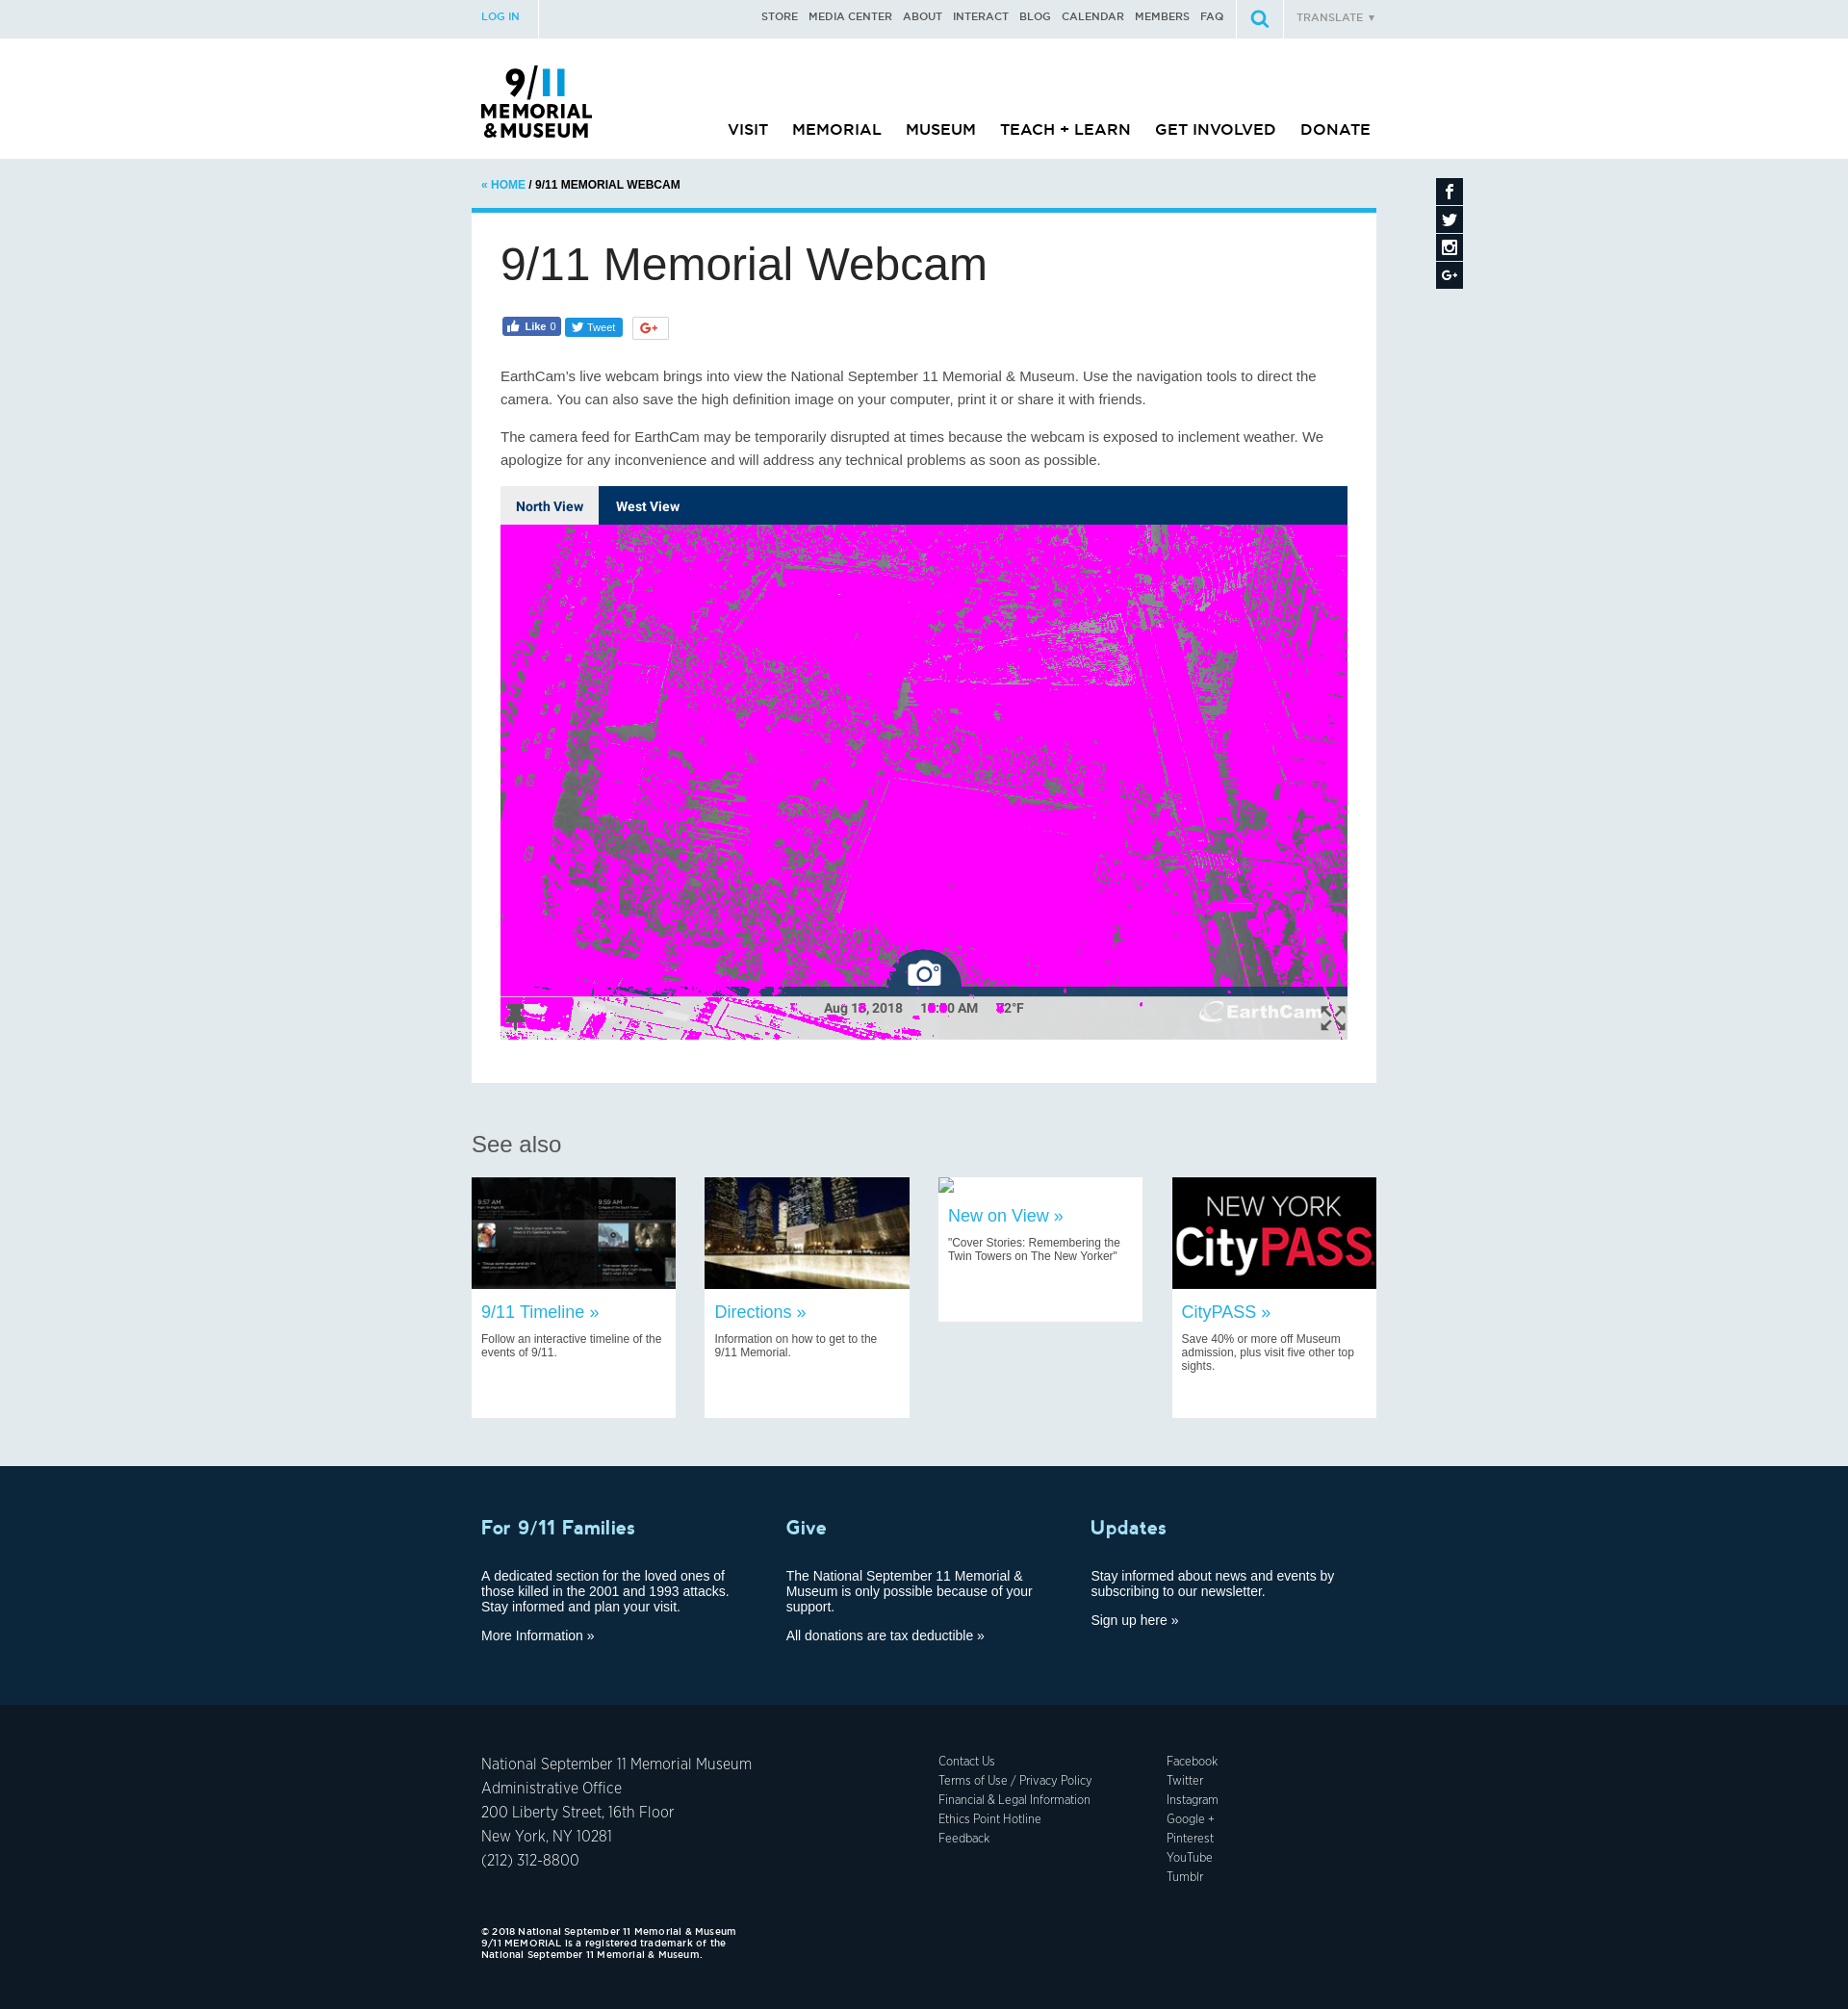 LOG IN
STORE MEDIA CENTER ABOUT INTERACT BLOG CALENDAR MEMBERS FAQ
TRANSLATE ▼
9/11
MEMORIAL
&MUSEUM
VISIT MEMORIAL MUSEUM TEACH + LEARN GET INVOLVED DONATE
« HOME / 9/11 MEMORIAL WEBCAM
9/11 Memorial Webcam
Like 0
Tweet
G+
EarthCam's live webcam brings into view the National September 11 Memorial & Museum. Use the navigation tools to direct the
camera. You can also save the high definition image on your computer, print it or share it with friends.
The camera feed for EarthCam may be temporarily disrupted at times because the webcam is exposed to inclement weather. We
apologize for any inconvenience and will address any technical problems as soon as possible.
North View West View
Aug , 2018 AM
EarthCam
See also
9:57 AM
9:59 AM
NEW YORK
CityPASS
9/11 Timeline »
Follow an interactive timeline of the
events of 9/11.
Directions »
Information on how to get to the
9/11 Memorial.
New on View »
"Cover Stories: Remembering the
Twin Towers on The New Yorker"
CityPASS »
Save 40% or more off Museum
admission, plus visit five other top
sights.
For 9/11 Families
A dedicated section for the loved ones of
those killed in the 2001 and 1993 attacks.
Stay informed and plan your visit.
More Information »
Give
The National September 11 Memorial &
Museum is only possible because of your
support.
All donations are tax deductible »
Updates
Stay informed about news and events by
subscribing to our newsletter.
Sign up here »
National September 11 Memorial Museum
Administrative Office
200 Liberty Street, 16th Floor
New York, NY 10281
(212) 312-8800
Contact Us
Terms of Use / Privacy Policy
Financial & Legal Information
Ethics Point Hotline
Feedback
Facebook
Twitter
Instagram
Google +
Pinterest
YouTube
Tumblr
© 2018 National September 11 Memorial & Museum
9/11 MEMORIAL is a registered trademark of the
National September 11 Memorial & Museum.